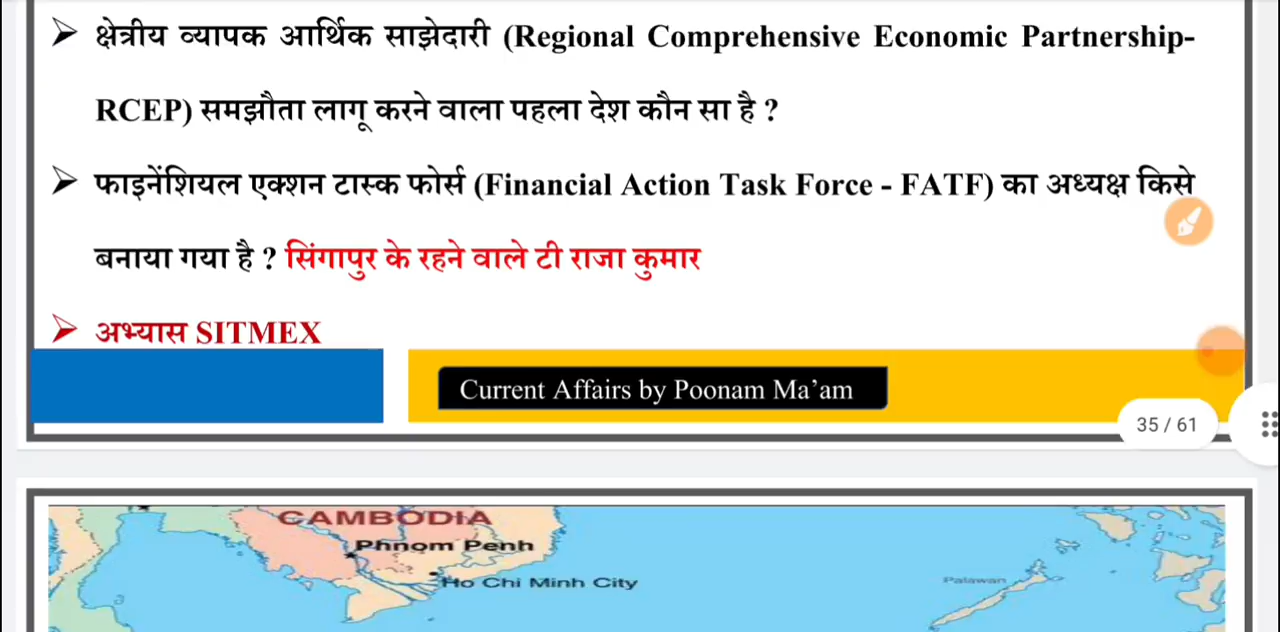 ➢ क्षेत्रीय व्यापक आर्थिक साझेदारी (Regional Comprehensive Economic Partnership-
RCEP) समझौता लागू करने वाला पहला देश कौन सा है ?
➢ फाइनेंशियल एक्शन टास्क फोर्स (Financial Action Task Force - FATF) का अध्यक्ष किसे
बनाया गया है ? सिंगापुर के रहने वाले टी राजा कुमार
➢ अभ्यास SITMEX
Current Affairs by Poonam Ma’am
35 / 61
CAMBODIA
Phnom Penh
Ho Chi Minh City
Palawan